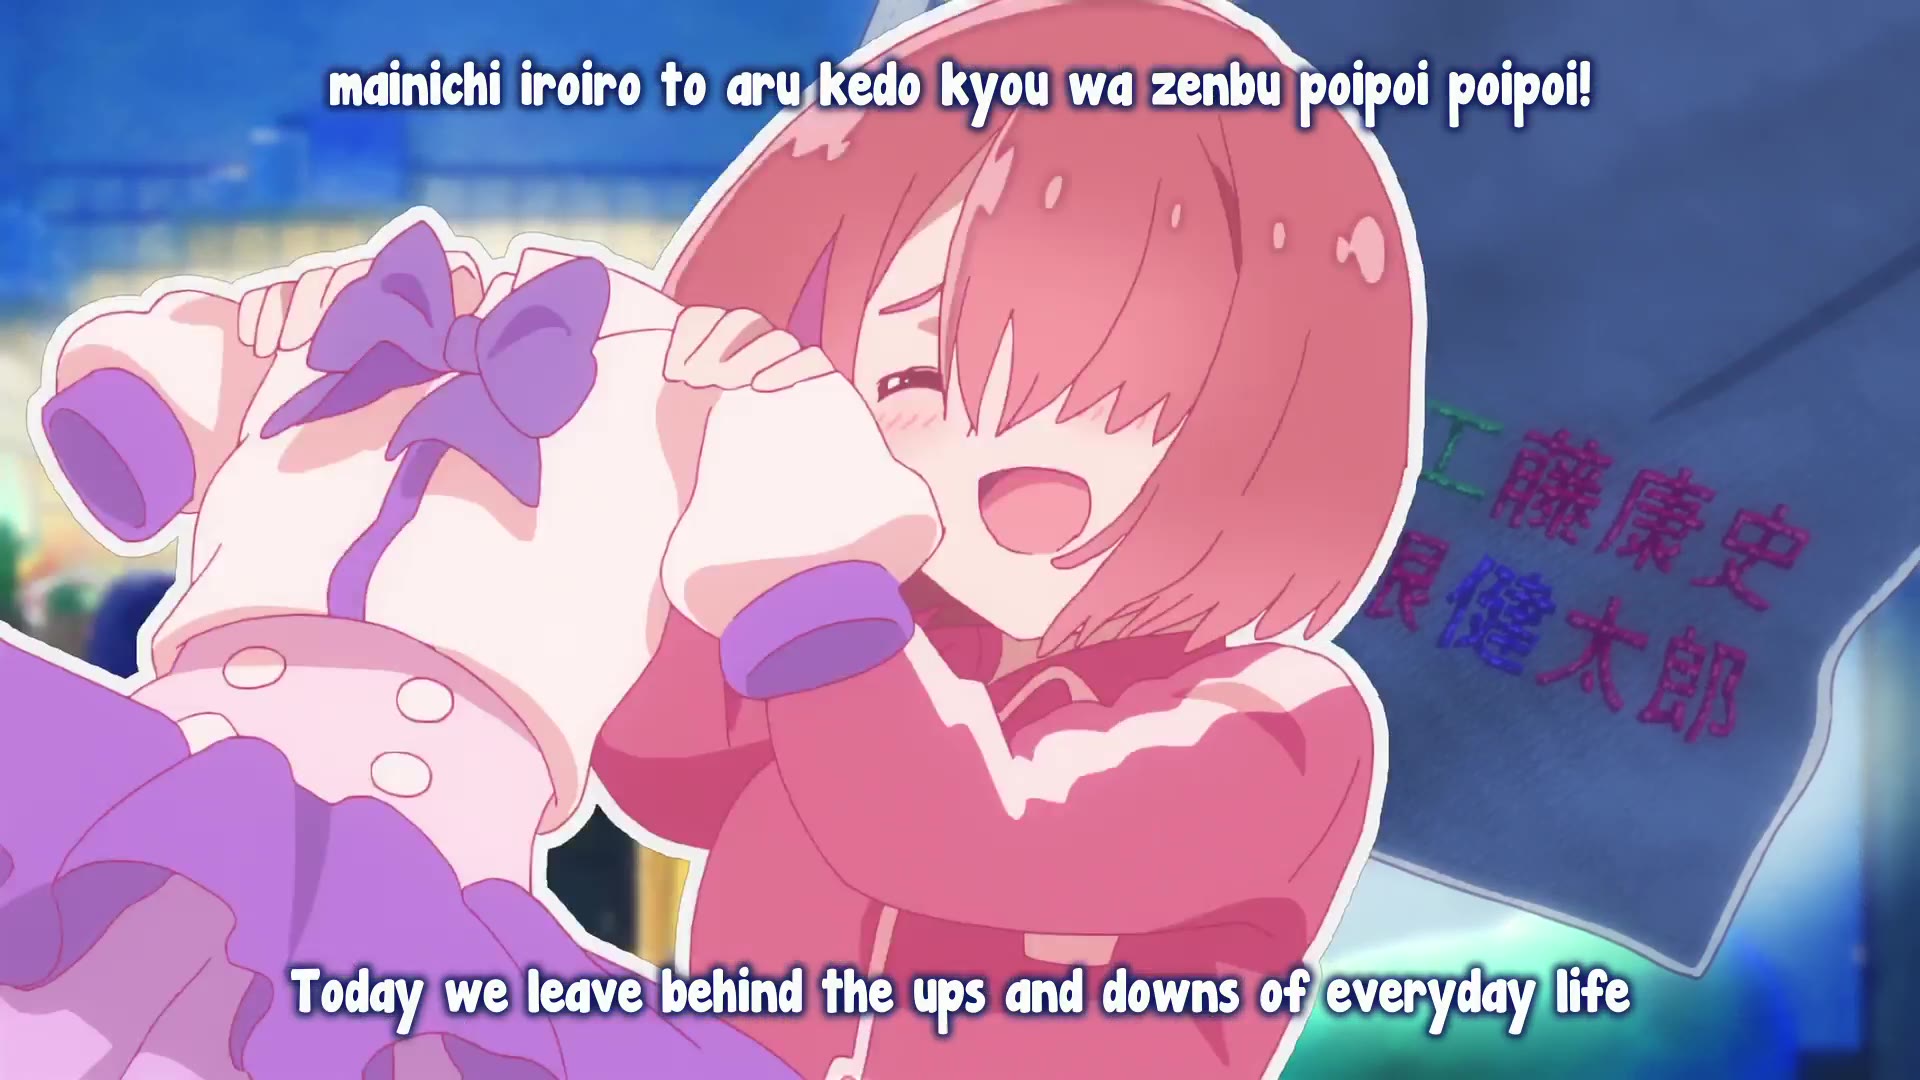 mainichi iroiro to aru kedo kyou wa zenbu poipoi poipoi!
工藤康史
健太郎
Today we leave behind the ups and downs of everyday life